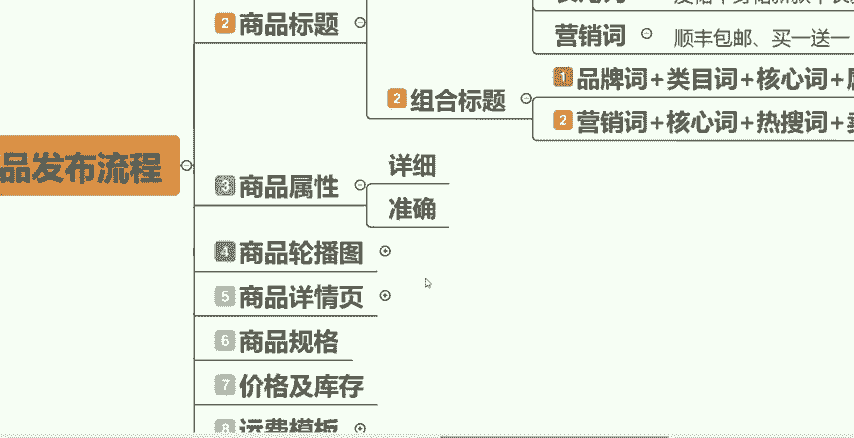 2 商品标题
营销词
顺丰包邮、买一送一
2 组合标题
1 品牌词+类目词+核心词+
2 营销词+核心词+热搜词+
品发布流程
3 商品属性
详细
准确
4 商品轮播图
5 商品详情页
6 商品规格
7 价格及库存
8 运费模板